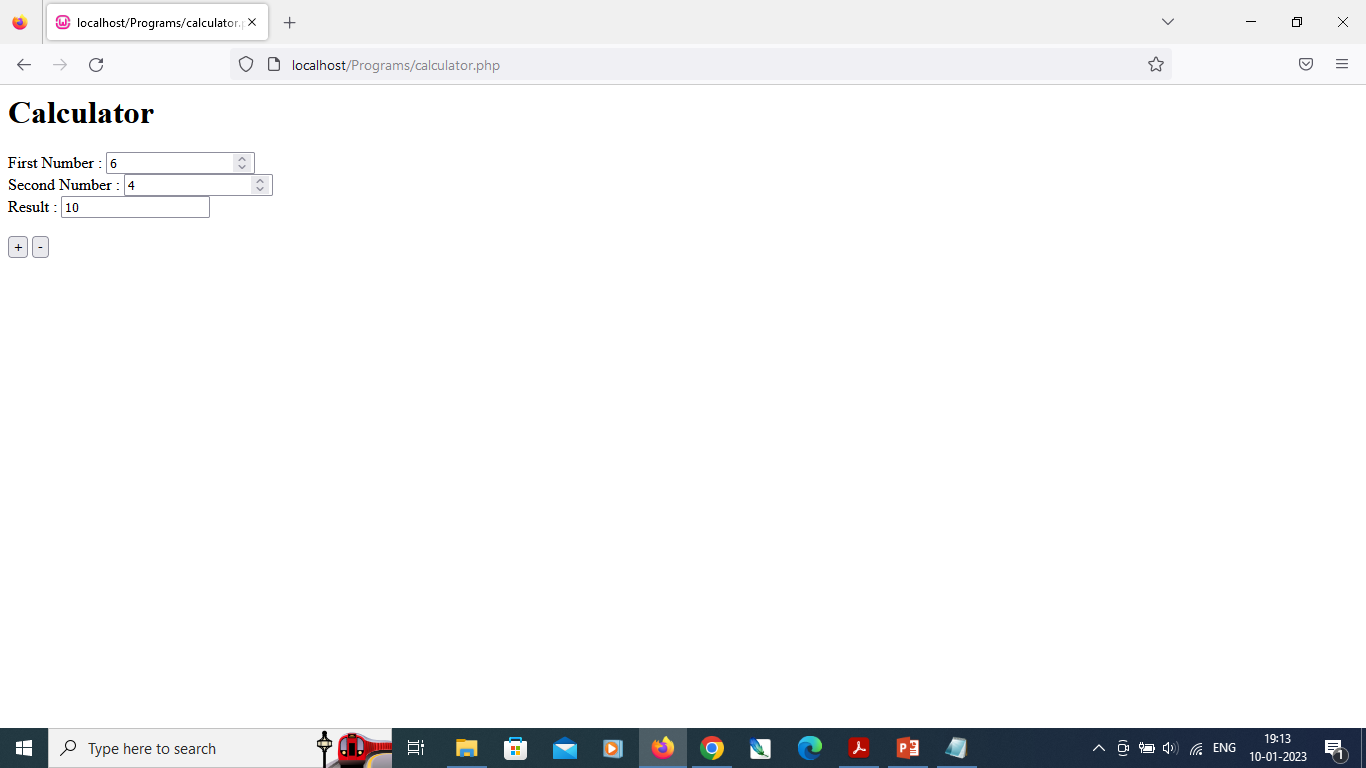 localhost/Programs/calculator.p
localhost/Programs/calculator.php
Calculator
First Number : 6
Second Number : 4
Result : 10
+ -
Type here to search
ENG
19:13
10-01-2023
1